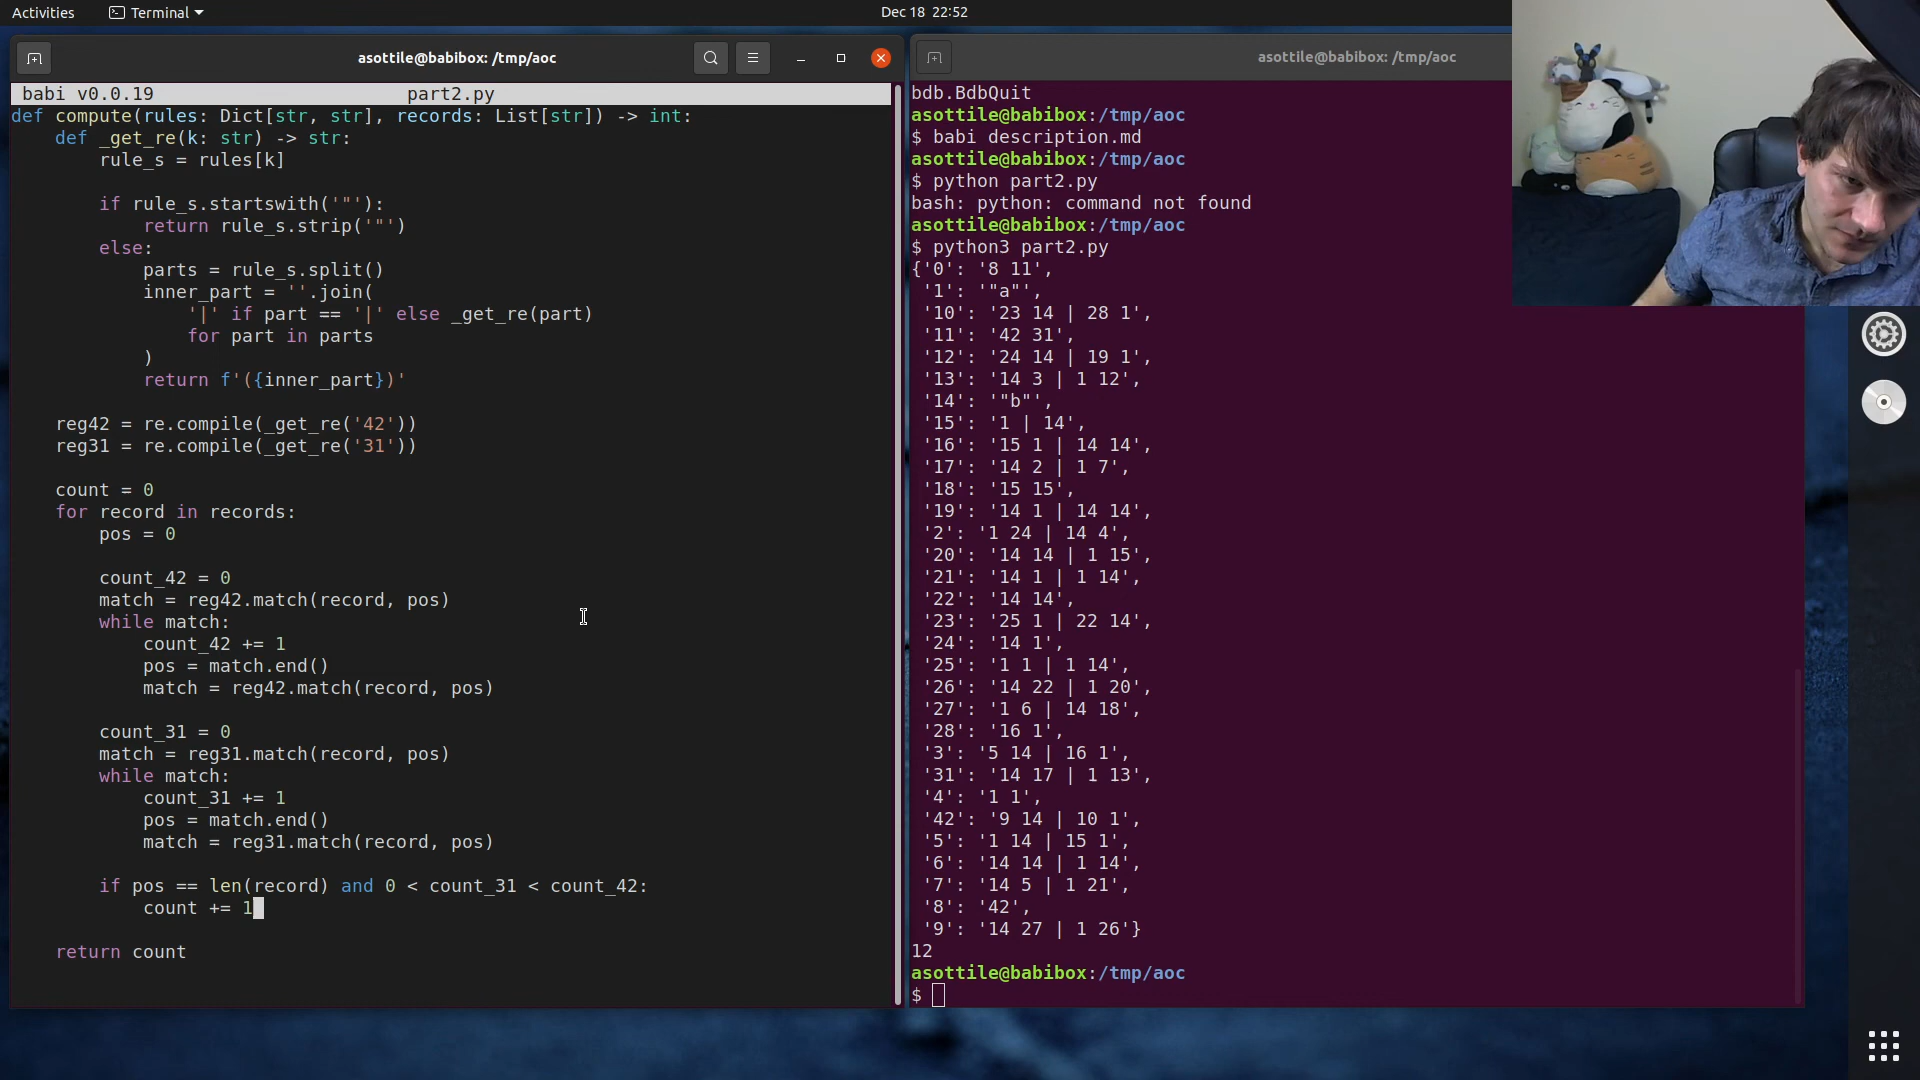 Activities
Terminal
Dec 18 22:52
asottile@babibox: /tmp/aoc
babi v0.0.19 part2.py
def compute(rules: Dict[str, str], records: List[str]) -> int:
    def _get_re(k: str) -> str:
        rule_s = rules[k]
        if rule_s.startswith('"'):
            return rule_s.strip('"')
        else:
            parts = rule_s.split()
            inner_part = ''.join(
                '|' if part == '|' else _get_re(part)
                for part in parts
            )
            return f'({inner_part})'
    reg42 = re.compile(_get_re('42'))
    reg31 = re.compile(_get_re('31'))
    count = 0
    for record in records:
        pos = 0
        count_42 = 0
        match = reg42.match(record, pos)
        while match:
            count_42 += 1
            pos = match.end()
            match = reg42.match(record, pos)
        count_31 = 0
        match = reg31.match(record, pos)
        while match:
            count_31 += 1
            pos = match.end()
            match = reg31.match(record, pos)
        if pos == len(record) and 0 < count_31 < count_42:
            count += 1
    return count
asottile@babibox: /tmp/aoc
bdb.BdbQuit
asottile@babibox:/tmp/aoc
$ babi description.md
asottile@babibox:/tmp/aoc
$ python part2.py
bash: python: command not found
asottile@babibox:/tmp/aoc
$ python3 part2.py
{'0': '8 11',
 '1': '"a"',
 '10': '23 14 | 28 1',
 '11': '42 31',
 '12': '24 14 | 19 1',
 '13': '14 3 | 1 12',
 '14': '"b"',
 '15': '1 | 14',
 '16': '15 1 | 14 14',
 '17': '14 2 | 1 7',
 '18': '15 15',
 '19': '14 1 | 14 14',
 '2': '1 24 | 14 4',
 '20': '14 14 | 1 15',
 '21': '14 1 | 1 14',
 '22': '14 14',
 '23': '25 1 | 22 14',
 '24': '14 1',
 '25': '1 1 | 1 14',
 '26': '14 22 | 1 20',
 '27': '1 6 | 14 18',
 '28': '16 1',
 '3': '5 14 | 16 1',
 '31': '14 17 | 1 13',
 '4': '1 1',
 '42': '9 14 | 10 1',
 '5': '1 14 | 15 1',
 '6': '14 14 | 1 14',
 '7': '14 5 | 1 21',
 '8': '42',
 '9': '14 27 | 1 26'}
12
asottile@babibox:/tmp/aoc
$